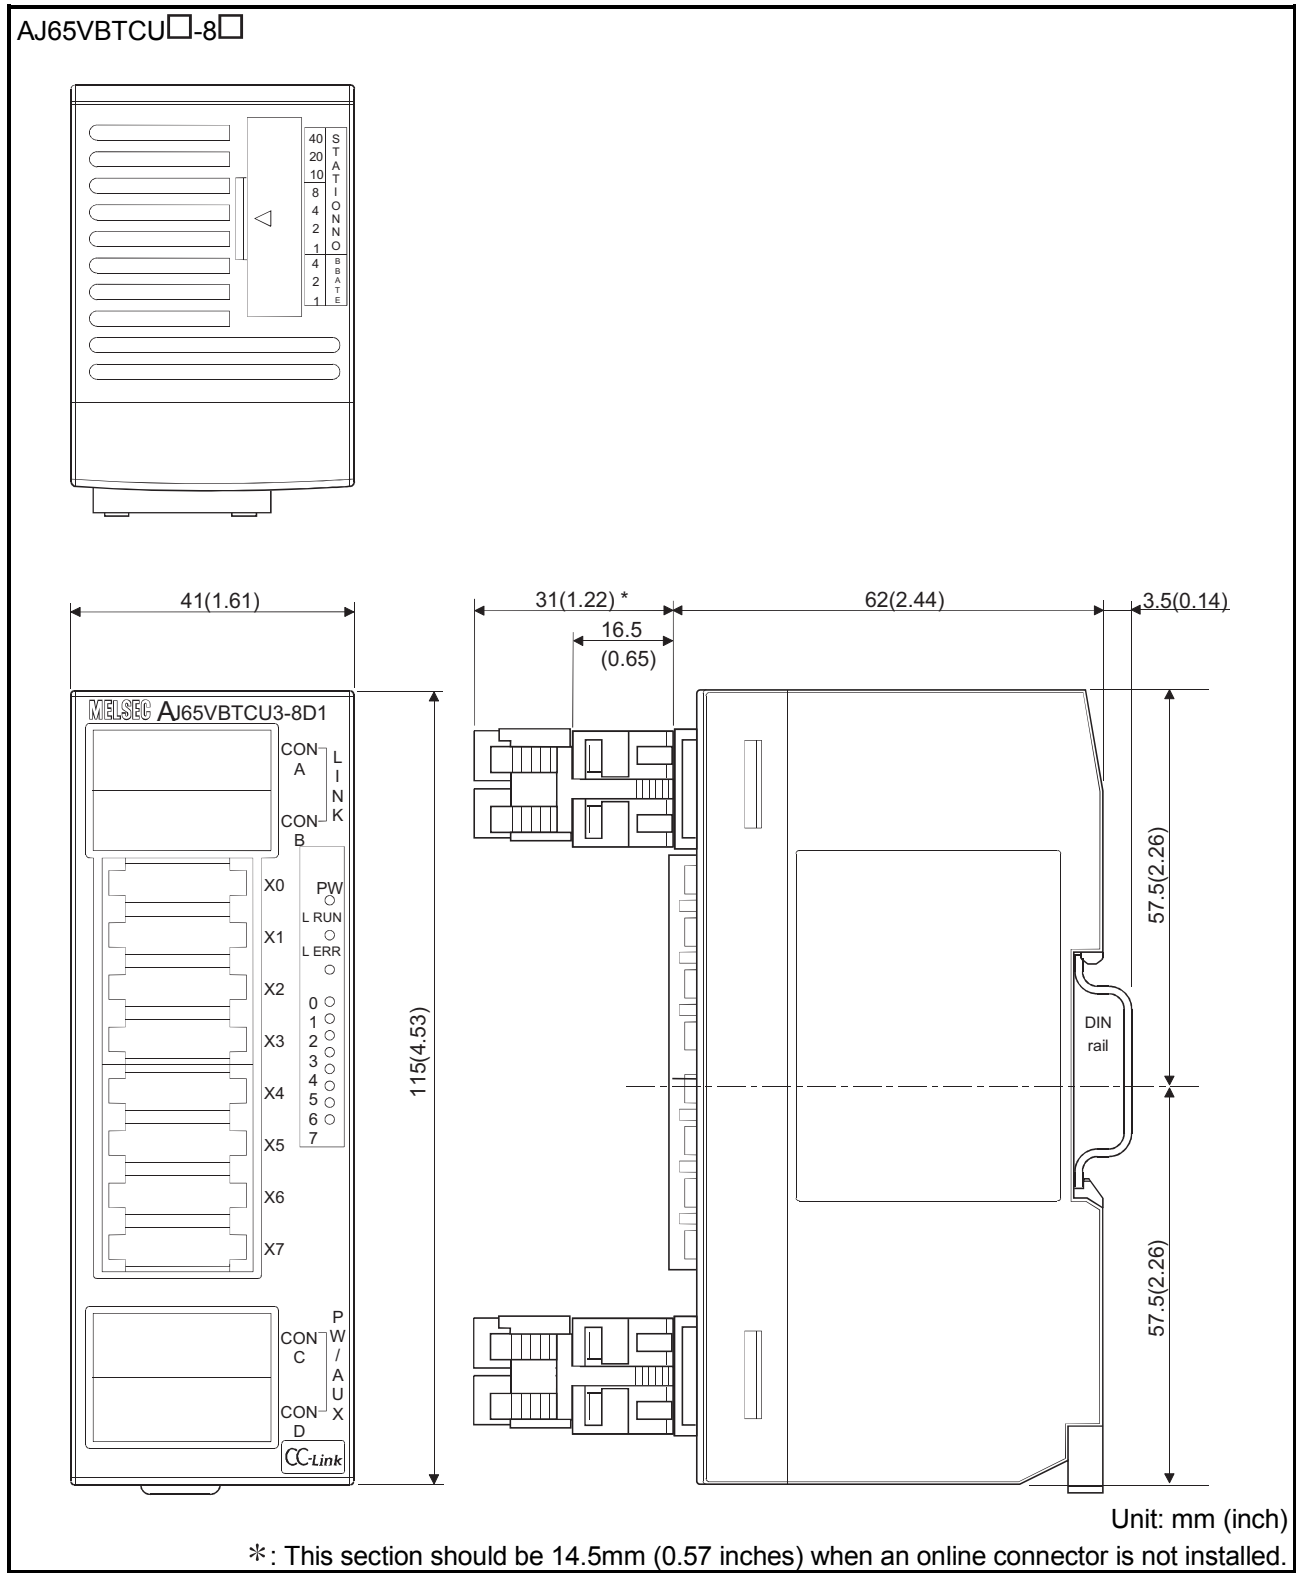 AJ65VBTCU□-8□
40
20
10
8
4
2
1
4
2
1
STATIONNO
BBATE
41(1.61)
31(1.22) *
62(2.44)
3.5(0.14)
16.5
(0.65)
MELSEC AJ65VBTCU3-8D1
CON
A
CON
B
LINK
X0
X1
X2
X3
X4
X5
X6
X7
PW
L RUN
L ERR
0
1
2
3
4
5
6
7
115(4.53)
57.5(2.26)
DIN
rail
57.5(2.26)
CON
C
CON
D
PW/AUX
CC-Link
Unit: mm (inch)
*: This section should be 14.5mm (0.57 inches) when an online connector is not installed.